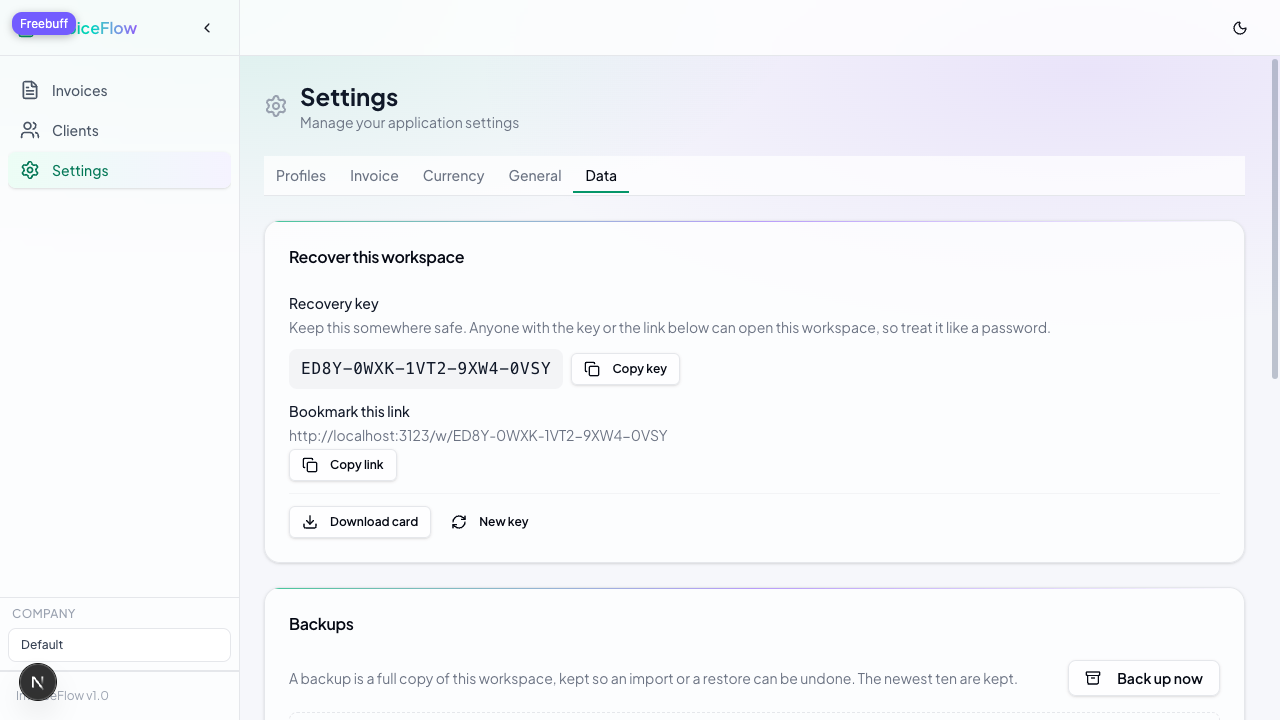 Freebuff
iceFlow
Invoices
Clients
Settings
COMPANY
Default
N
Flow v1.0
Settings
Manage your application settings
Profiles
Invoice
Currency
General
Data
Recover this workspace
Recovery key
Keep this somewhere safe. Anyone with the key or the link below can open this workspace, so treat it like a password.
ED8Y-0WXK-1VT2-9XW4-0VSY
Copy key
Bookmark this link
http://localhost:3123/w/ED8Y-0WXK-1VT2-9XW4-0VSY
Copy link
Download card
New key
Backups
A backup is a full copy of this workspace, kept so an import or a restore can be undone. The newest ten are kept.
Back up now